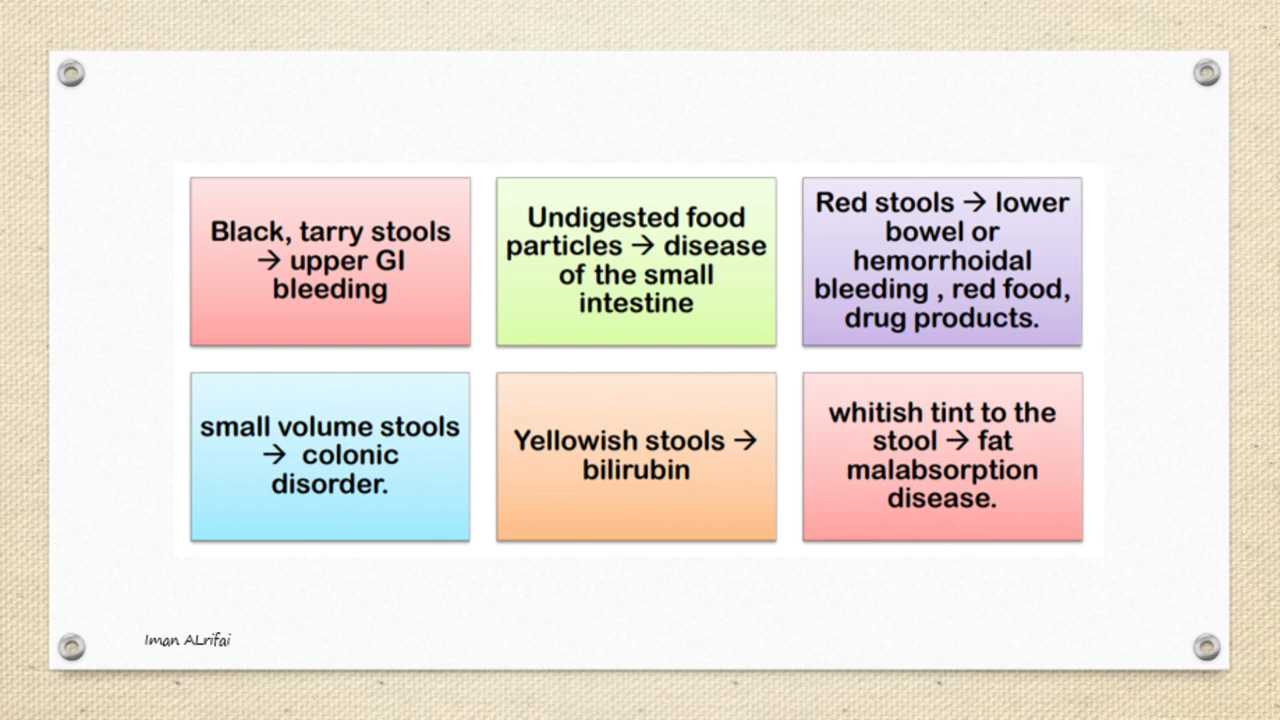 Black, tarry stools
→ upper GI
bleeding
Undigested food
particles → disease
of the small
intestine
Red stools → lower
bowel or
hemorrhoidal
bleeding , red food,
drug products.
small volume stools
→ colonic
disorder.
Yellowish stools →
bilirubin
whitish tint to the
stool → fat
malabsorption
disease.
Iman ALrifai